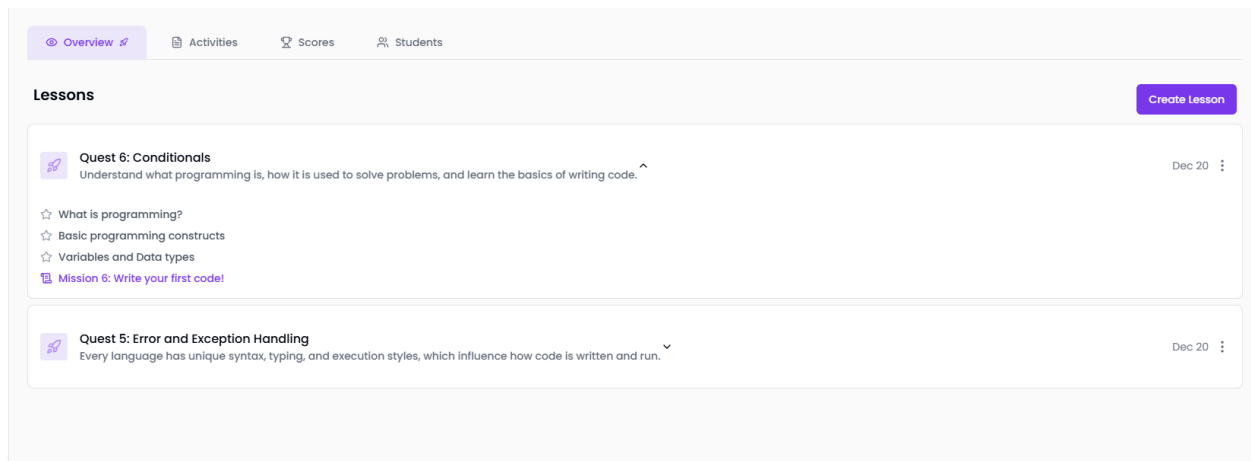 Overview
Activities
Scores
Students
Lessons
Create Lesson
Quest 6: Conditionals
Understand what programming is, how it is used to solve problems, and learn the basics of writing code.
Dec 20
What is programming?
Basic programming constructs
Variables and Data types
Mission 6: Write your first code!
Quest 5: Error and Exception Handling
Every language has unique syntax, typing, and execution styles, which influence how code is written and run.
Dec 20